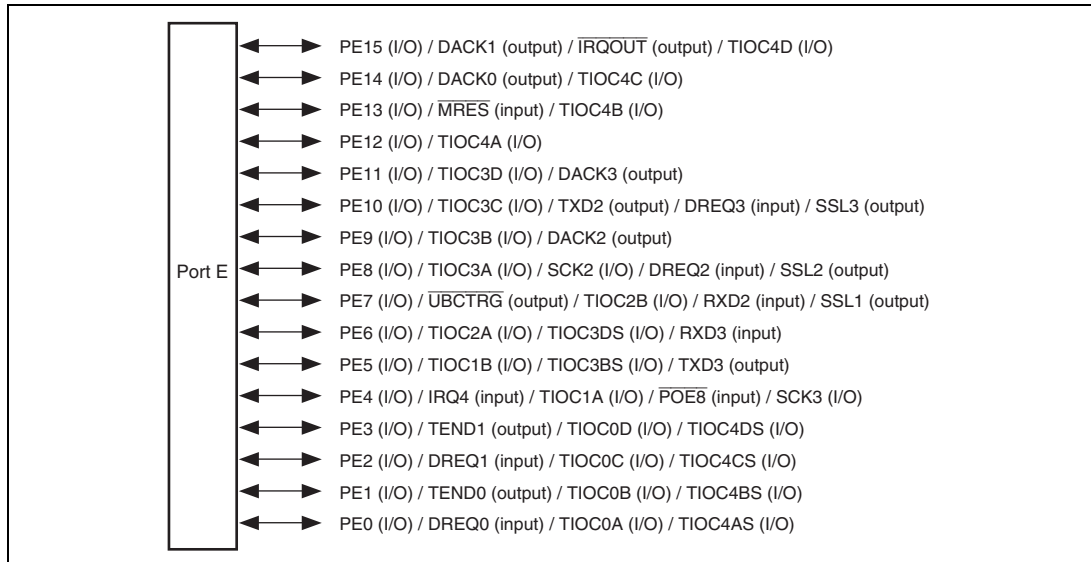 PE15 (I/O) / DACK1 (output) / IRQOUT (output) / TIOC4D (I/O)
PE14 (I/O) / DACK0 (output) / TIOC4C (I/O)
PE13 (I/O) / MRES (input) / TIOC4B (I/O)
PE12 (I/O) / TIOC4A (I/O)
PE11 (I/O) / TIOC3D (I/O) / DACK3 (output)
PE10 (I/O) / TIOC3C (I/O) / TXD2 (output) / DREQ3 (input) / SSL3 (output)
PE9 (I/O) / TIOC3B (I/O) / DACK2 (output)
Port E
PE8 (I/O) / TIOC3A (I/O) / SCK2 (I/O) / DREQ2 (input) / SSL2 (output)
PE7 (I/O) / UBCTRG (output) / TIOC2B (I/O) / RXD2 (input) / SSL1 (output)
PE6 (I/O) / TIOC2A (I/O) / TIOC3DS (I/O) / RXD3 (input)
PE5 (I/O) / TIOC1B (I/O) / TIOC3BS (I/O) / TXD3 (output)
PE4 (I/O) / IRQ4 (input) / TIOC1A (I/O) / POE8 (input) / SCK3 (I/O)
PE3 (I/O) / TEND1 (output) / TIOC0D (I/O) / TIOC4DS (I/O)
PE2 (I/O) / DREQ1 (input) / TIOC0C (I/O) / TIOC4CS (I/O)
PE1 (I/O) / TEND0 (output) / TIOC0B (I/O) / TIOC4BS (I/O)
PE0 (I/O) / DREQ0 (input) / TIOC0A (I/O) / TIOC4AS (I/O)